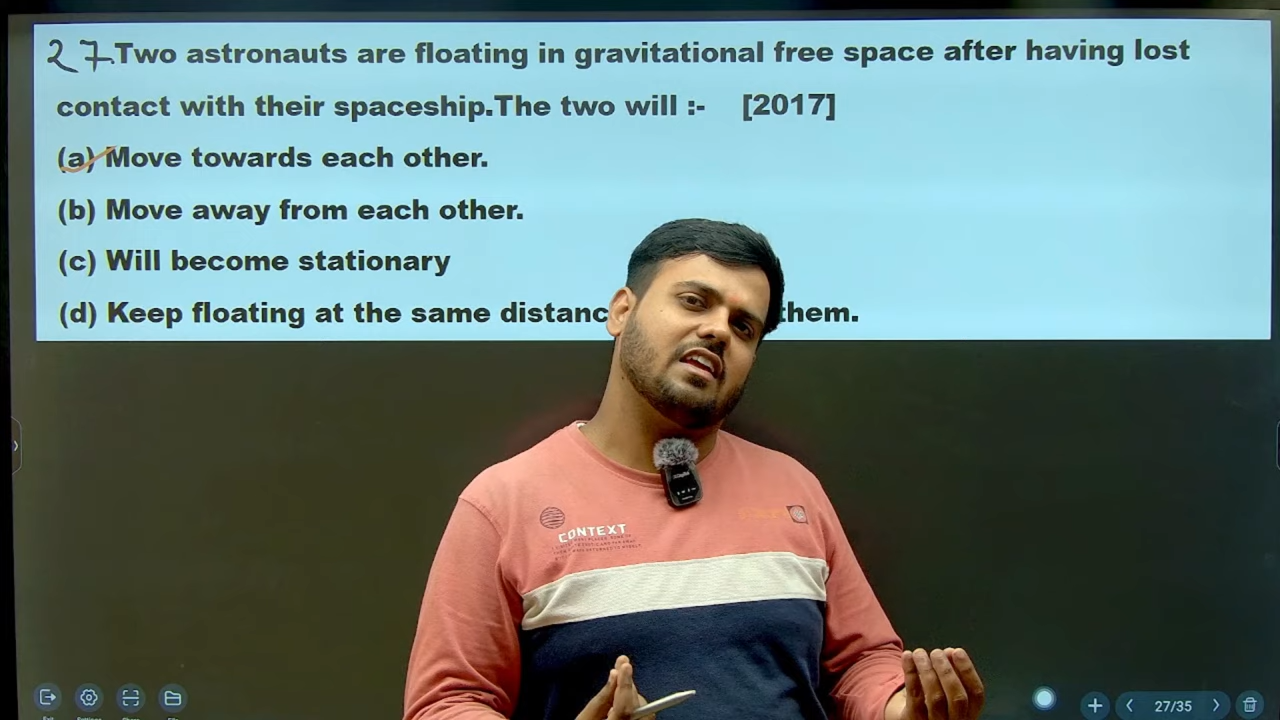 27.Two astronauts are floating in gravitational free space after having lost
contact with their spaceship.The two will :- [2017]
(a) Move towards each other.
(b) Move away from each other.
(c) Will become stationary
(d) Keep floating at the same distanc them.
CONTEXT
Exit
27/35